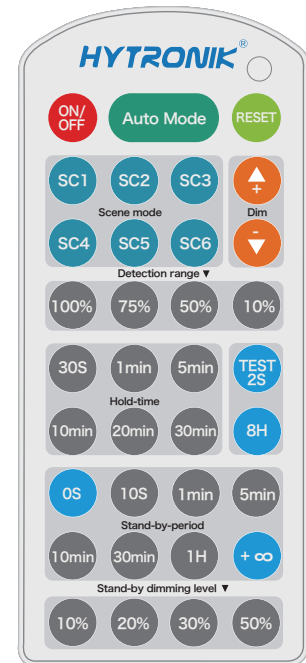 HYTRONIK®
ON/
OFF
Auto Mode
RESET
SC1 SC2 SC3 +
Scene mode Dim
-
SC4 SC5 SC6
Detection range ▼
100% 75% 50% 10%
30S 1min 5min TEST
2S
Hold-time
10min 20min 30min 8H
0S 10S 1min 5min
Stand-by-period
10min 30min 1H + ∞
Stand-by dimming level ▼
10% 20% 30% 50%